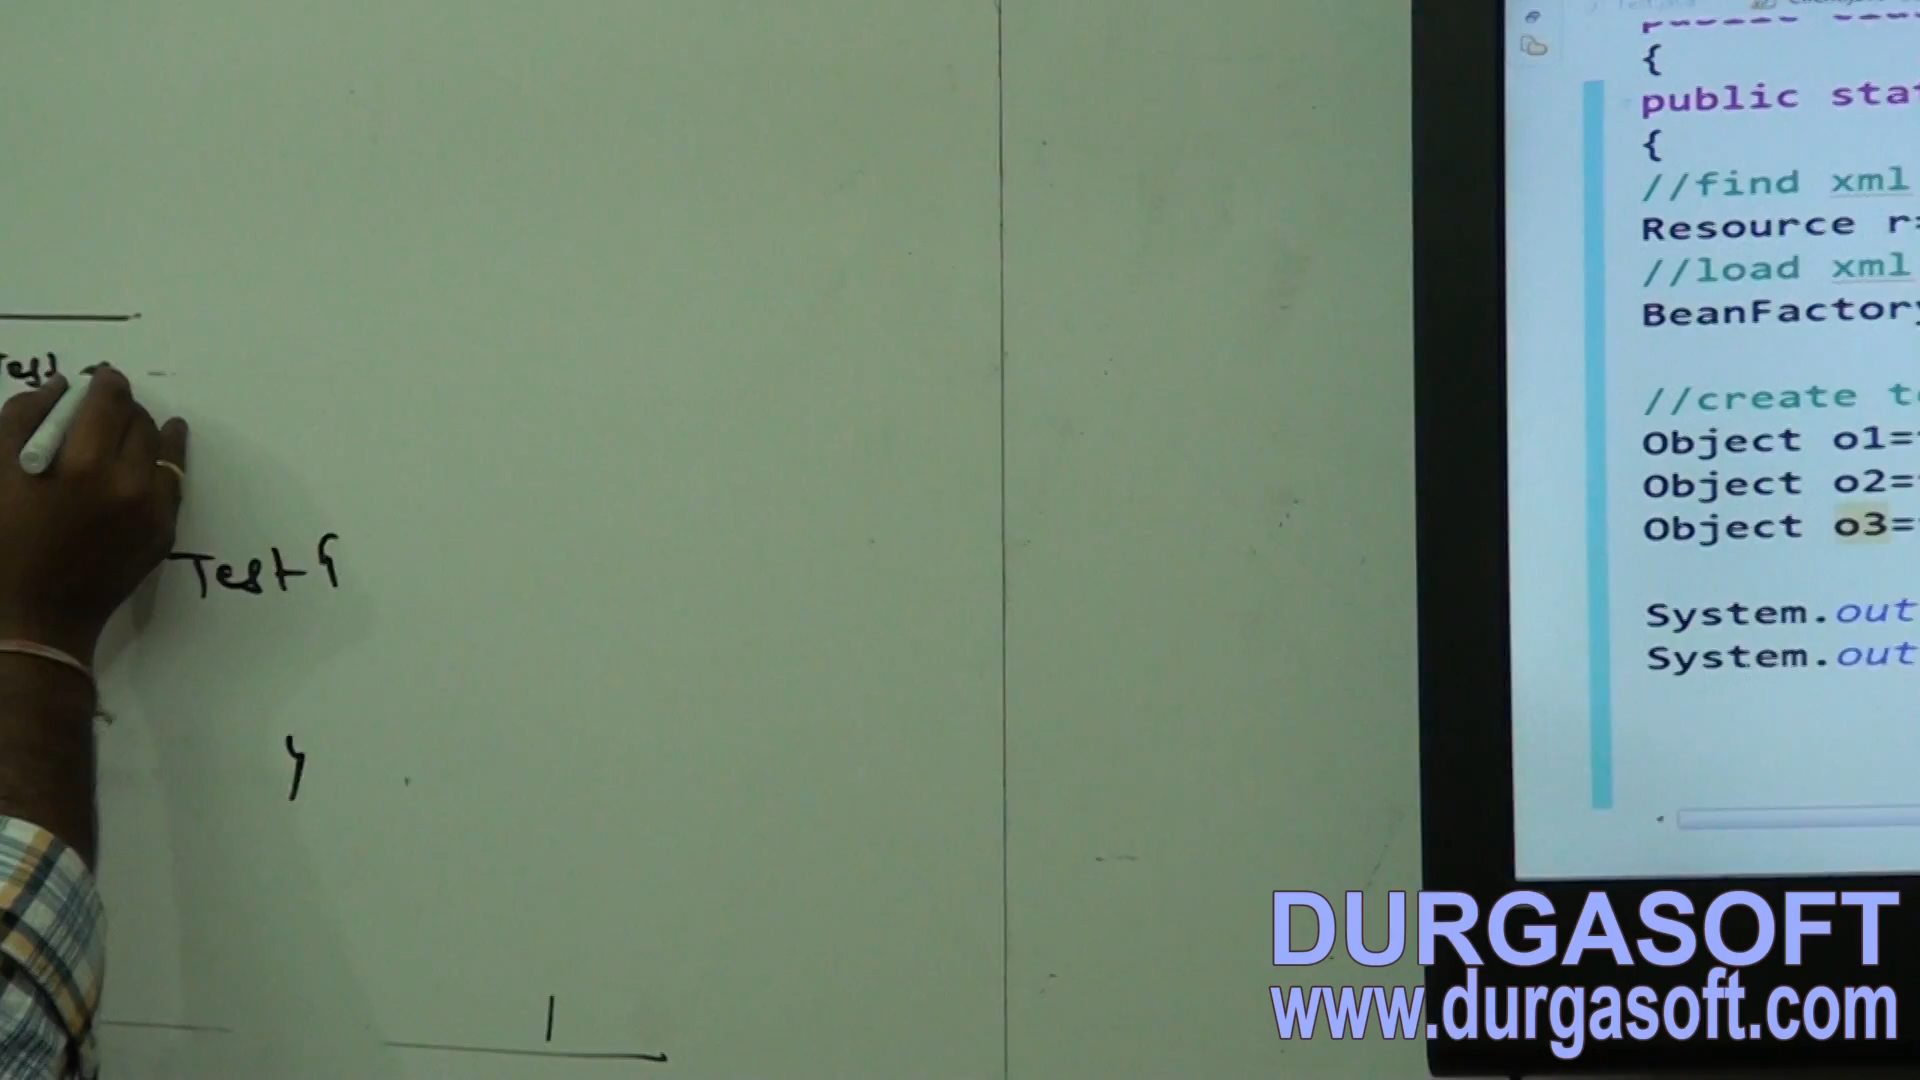 Test {
}
{
public stat
{
//find xml
Resource r=
//load xml
BeanFactory
//create te
Object o1=
Object o2=
Object o3=
System.out
System.out
DURGASOFT
www.durgasoft.com